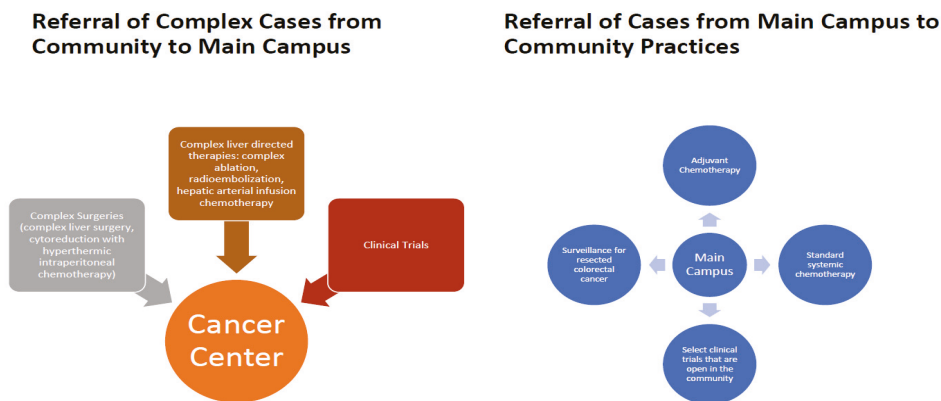 Referral of Complex Cases from
Community to Main Campus
Complex Surgeries
(complex liver surgery,
cytoreduction with
hyperthermic
intraperitoneal
chemotherapy)
Complex liver directed
therapies: complex
ablation,
radioembolization,
hepatic arterial infusion
chemotherapy
Clinical Trials
Cancer
Center
Referral of Cases from Main Campus to
Community Practices
Adjuvant
Chemotherapy
Surveillance for
resected
colorectal
cancer
Main
Campus
Standard
systemic
chemotherapy
Select clinical
trials that are
open in the
community